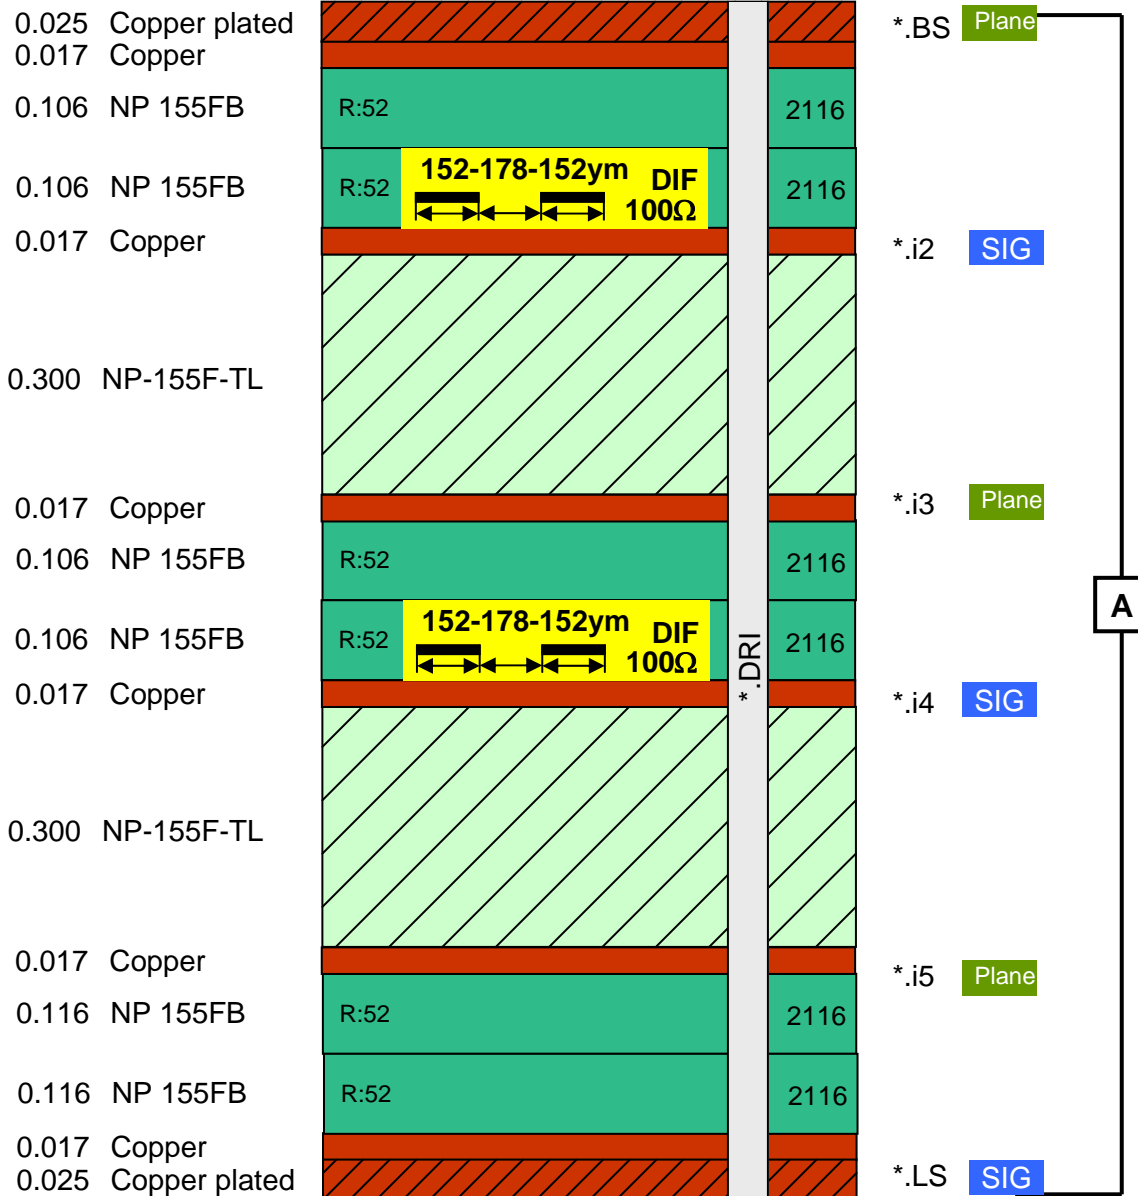 0.025 Copper plated *.BS Plane
0.017 Copper
0.106 NP 155FB R:52 2116
0.106 NP 155FB R:52 152-178-152ym DIF 2116
100Ω
0.017 Copper *.i2 SIG
0.300 NP-155F-TL
0.017 Copper *.i3 Plane
0.106 NP 155FB R:52 2116
A
0.106 NP 155FB R:52 152-178-152ym DIF 2116
100Ω
*.DRI
0.017 Copper *.i4 SIG
0.300 NP-155F-TL
0.017 Copper *.i5 Plane
0.116 NP 155FB R:52 2116
0.116 NP 155FB R:52 2116
0.017 Copper
0.025 Copper plated *.LS SIG